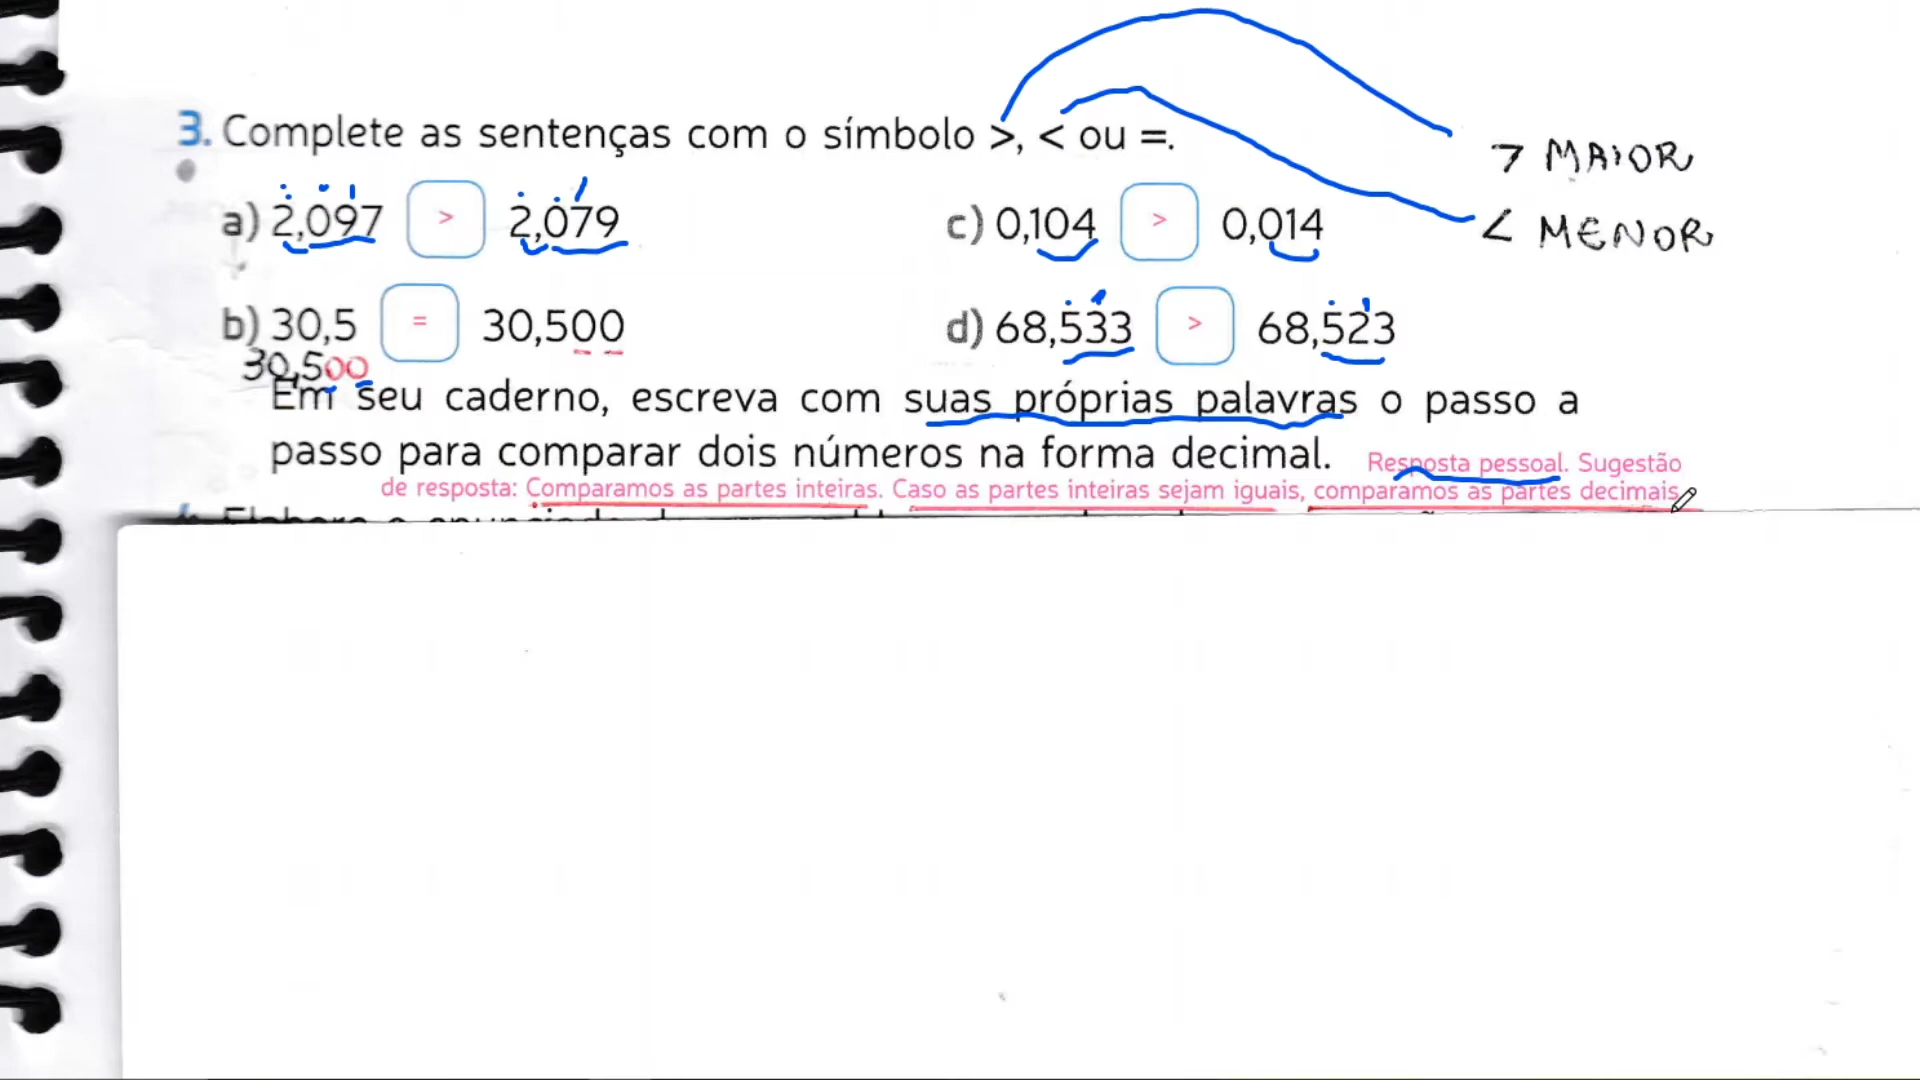 3. Complete as sentenças com o símbolo >, < ou =.
> MAIOR
< MENOR
a) 2,097 > 2,079
c) 0,104 > 0,014
b) 30,5 = 30,500
30,500
d) 68,533 > 68,523
Em seu caderno, escreva com suas próprias palavras o passo a
passo para comparar dois números na forma decimal. Resposta pessoal. Sugestão
de resposta: Comparamos as partes inteiras. Caso as partes inteiras sejam iguais, comparamos as partes decimais